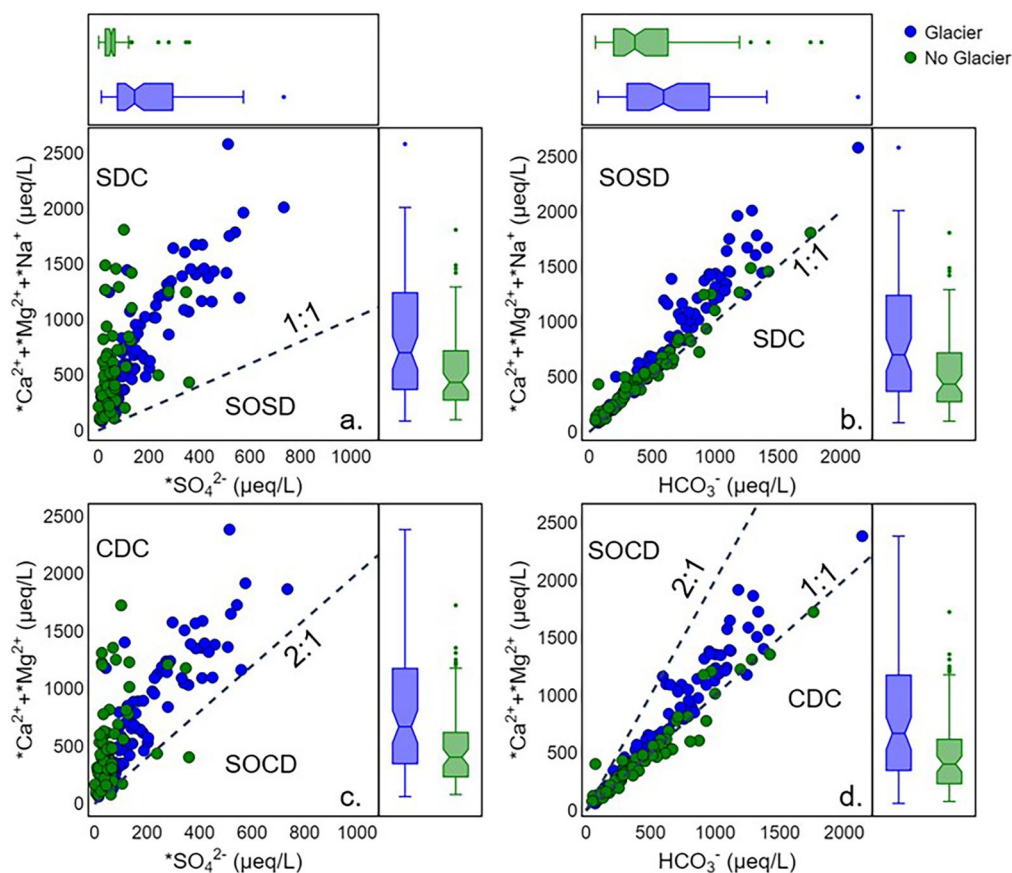 Glacier
No Glacier
*Ca²⁺+*Mg²⁺+*Na⁺ (µeq/L)
2500
2000
1500
1000
500
0
SDC
1:1
SOSD
a.
0 200 400 600 800 1000
*SO₄²⁻ (µeq/L)
*Ca²⁺+*Mg²⁺+*Na⁺ (µeq/L)
2500
2000
1500
1000
500
0
SOSD
1:1
SDC
b.
0 500 1000 1500 2000
HCO₃⁻ (µeq/L)
*Ca²⁺+*Mg²⁺ (µeq/L)
2500
2000
1500
1000
500
0
CDC
2:1
SOCD
c.
0 200 400 600 800 1000
*SO₄²⁻ (µeq/L)
*Ca²⁺+*Mg²⁺ (µeq/L)
2500
2000
1500
1000
500
0
SOCD
2:1
1:1
CDC
d.
0 500 1000 1500 2000
HCO₃⁻ (µeq/L)